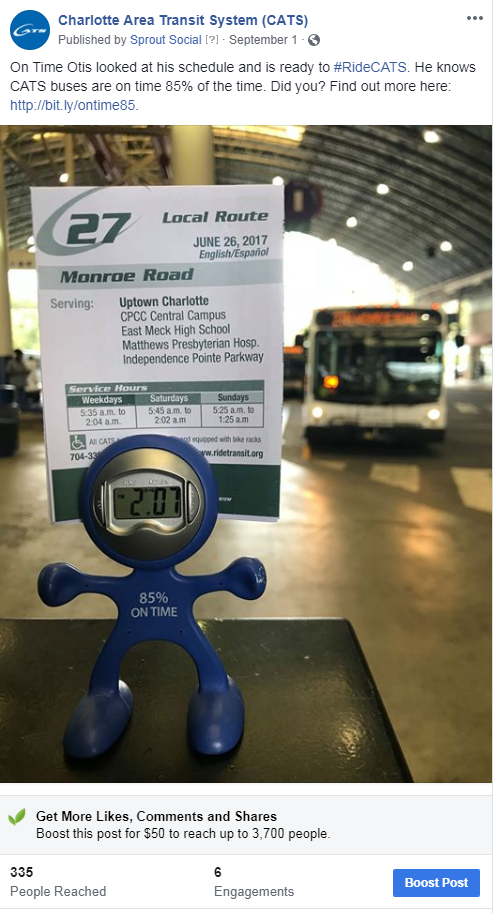 CATS
Charlotte Area Transit System (CATS)
Published by Sprout Social [?] · September 1 ·
On Time Otis looked at his schedule and is ready to #RideCATS. He knows
CATS buses are on time 85% of the time. Did you? Find out more here:
http://bit.ly/ontime85.
27
Local Route
JUNE 26, 2017
English/Español
Monroe Road
Serving:
Uptown Charlotte
CPCC Central Campus
East Meck High School
Matthews Presbyterian Hosp.
Independence Pointe Parkway
Service Hours
Weekdays Saturdays Sundays
5:35 a.m. to 5:45 a.m. to 5:25 a.m. to
2:04 a.m. 2:02 a.m 1:25 a.m
All CATS equipped with bike racks
704-33 ww.ridetransit.org
2:01
85%
ON TIME
Get More Likes, Comments and Shares
Boost this post for $50 to reach up to 3,700 people.
335 6
People Reached Engagements
Boost Post